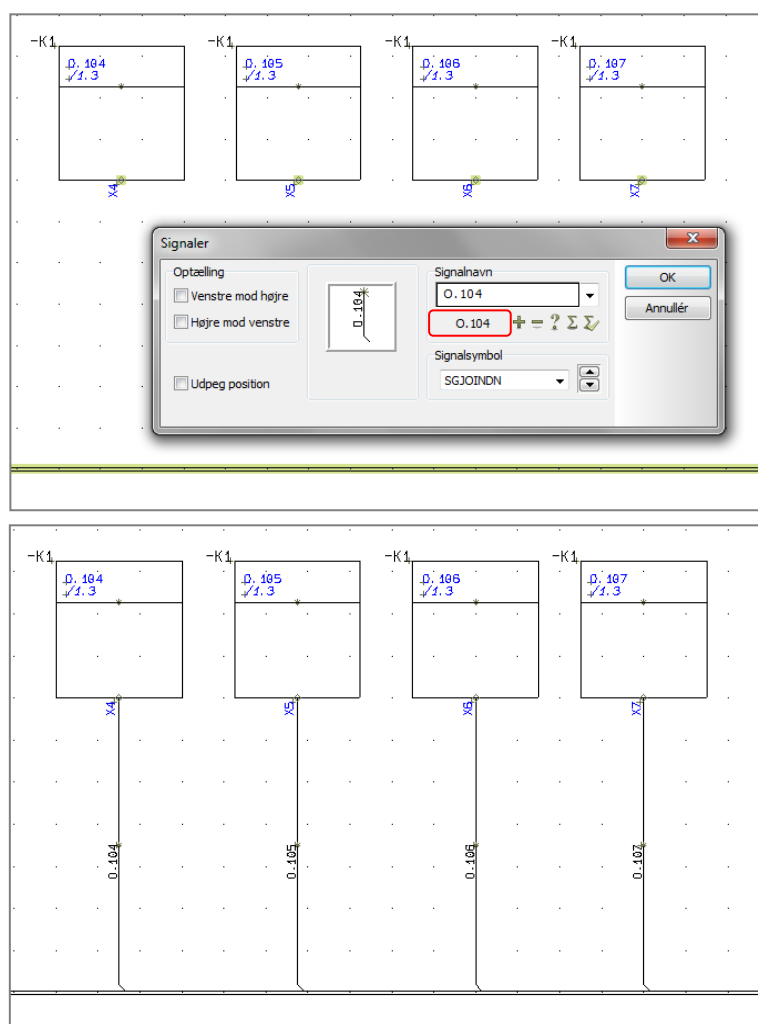 -K1 -K1 -K1 -K1
O.104 O.105 O.106 O.107
/1.3 /1.3 /1.3 /1.3
X4 X5 X6 X7
Signaler
Optælling
Venstre mod højre
Højre mod venstre
Udpeg position
O.104
Signalnavn
O.104
O.104
Signalsymbol
SGJOINDN
OK
Annullér
-K1 -K1 -K1 -K1
O.104 O.105 O.106 O.107
/1.3 /1.3 /1.3 /1.3
X4 X5 X6 X7
O.104 O.105 O.106 O.107